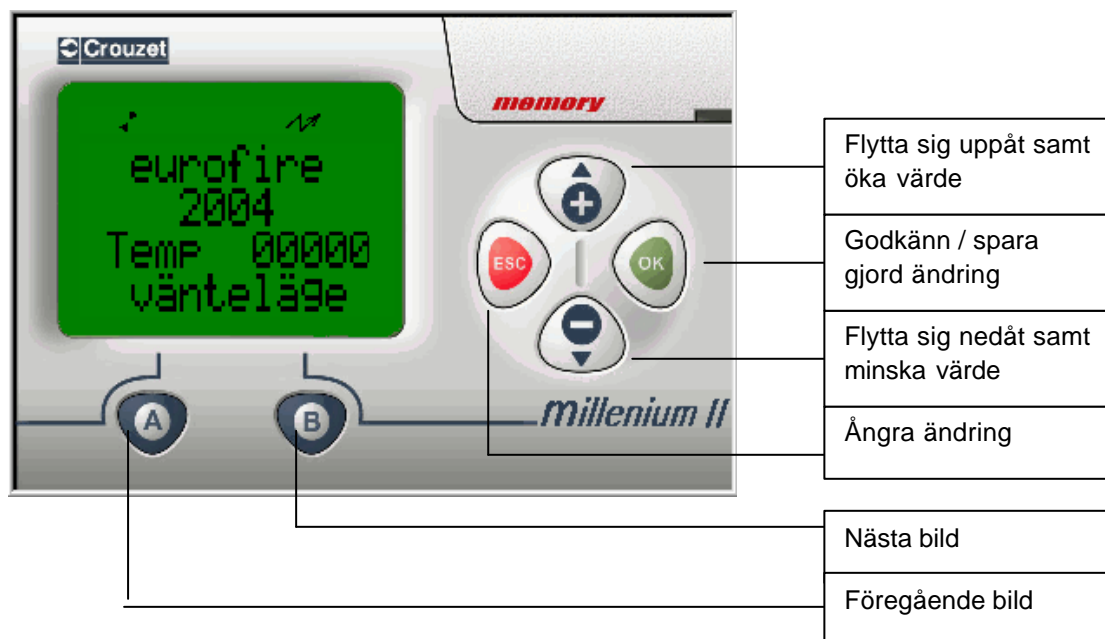 Crouzet
memory
eurofire
2004
Temp 00000
vänteläge
ESC
OK
A
B
millenium II
Flytta sig uppåt samt
öka värde
Godkänn / spara
gjord ändring
Flytta sig nedåt samt
minska värde
Ångra ändring
Nästa bild
Föregående bild